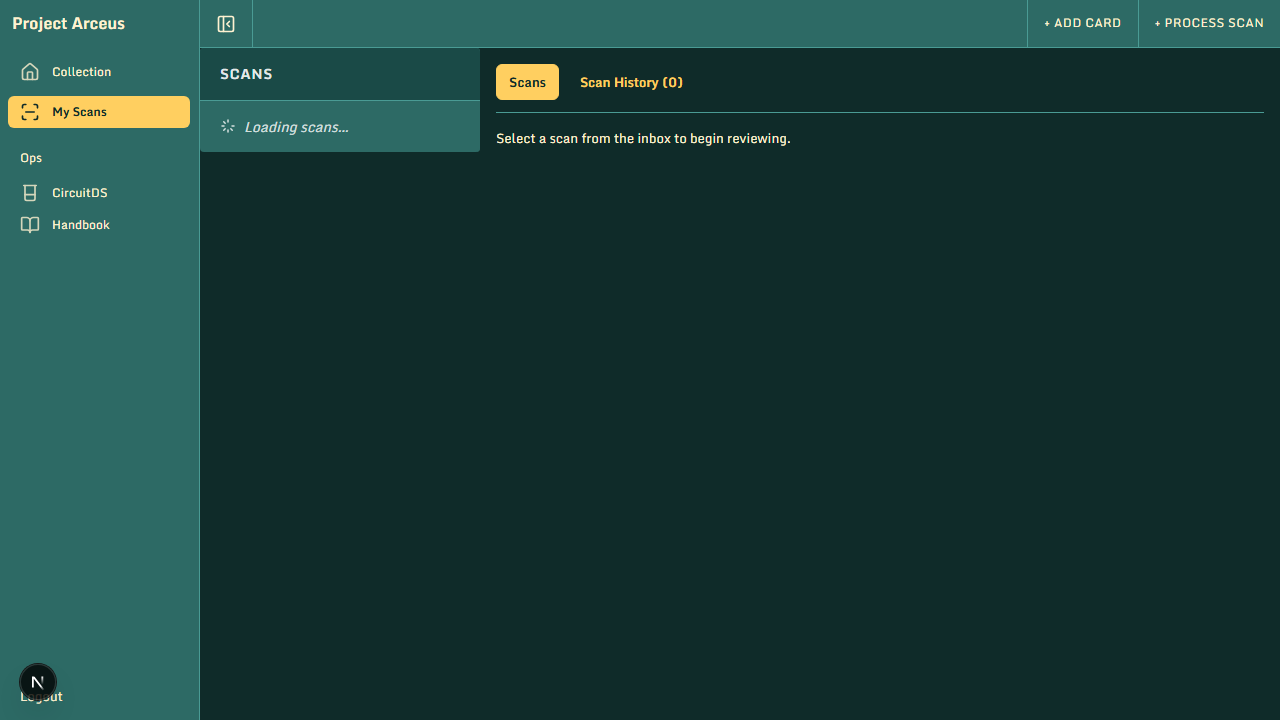 Project Arceus
+ ADD CARD
+ PROCESS SCAN
Collection
My Scans
Ops
CircuitDS
Handbook
Logout
SCANS
Loading scans...
Scans
Scan History (0)
Select a scan from the inbox to begin reviewing.
N